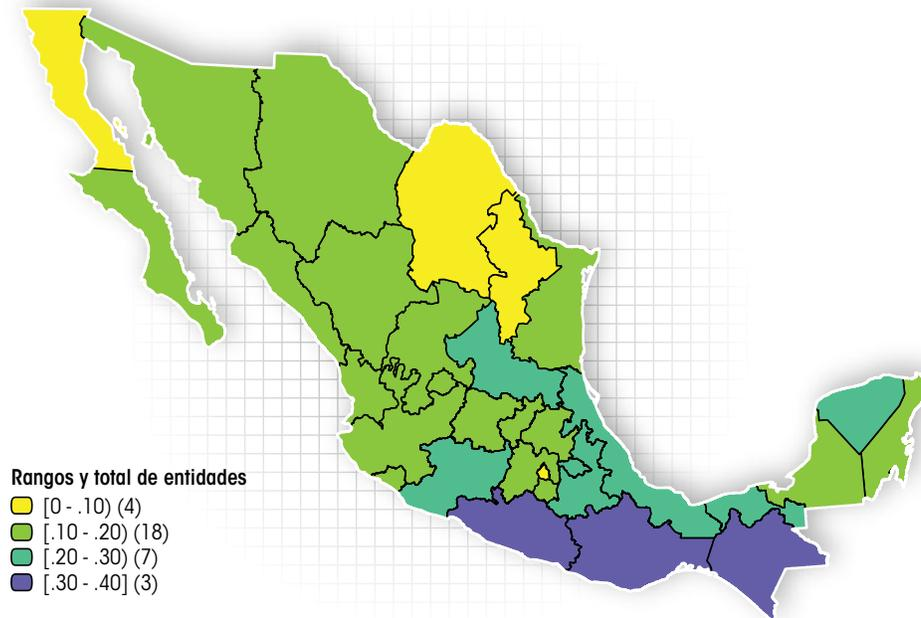 Rangos y total de entidades
[0 - .10) (4)
[.10 - .20) (18)
[.20 - .30) (7)
[.30 - .40] (3)